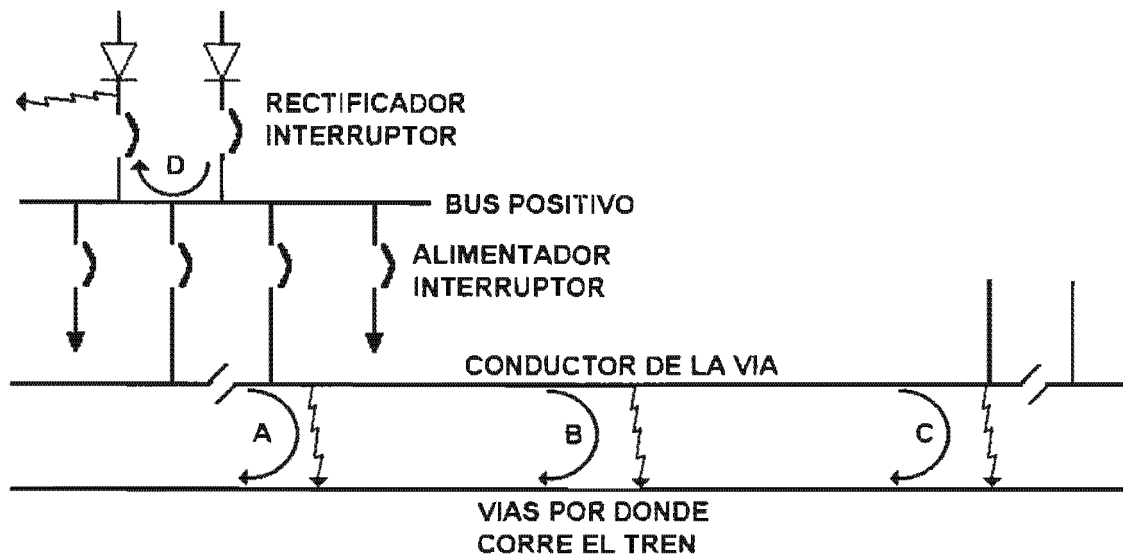 RECTIFICADOR
INTERRUPTOR
D
BUS POSITIVO
ALIMENTADOR
INTERRUPTOR
CONDUCTOR DE LA VIA
A
B
C
VIAS POR DONDE
CORRE EL TREN